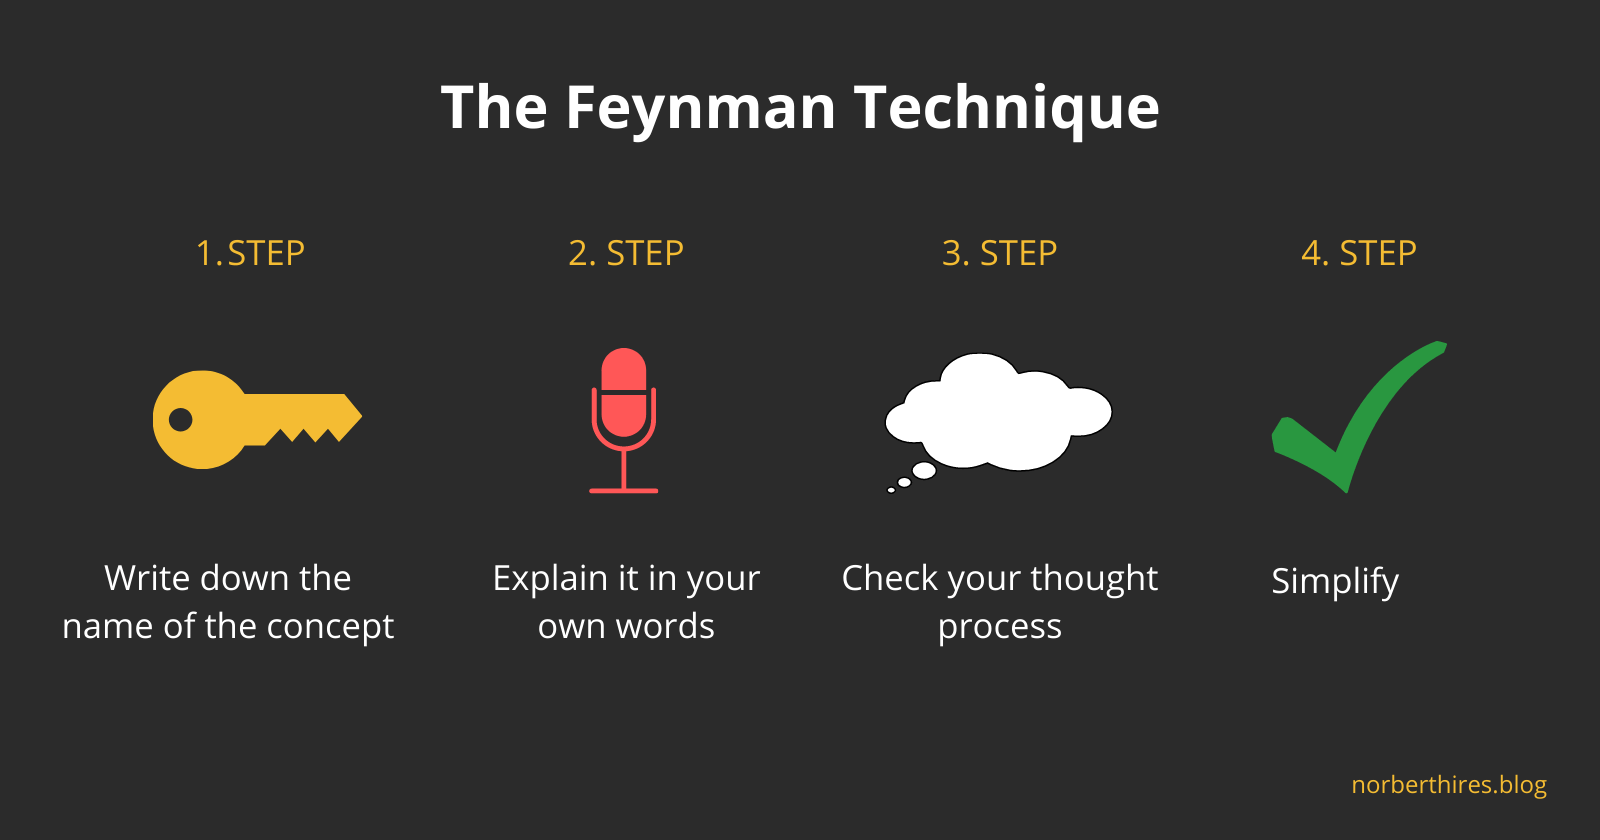 The Feynman Technique
1. STEP
2. STEP
3. STEP
4. STEP
Write down the
name of the concept
Explain it in your
own words
Check your thought
process
Simplify
norberthires.blog